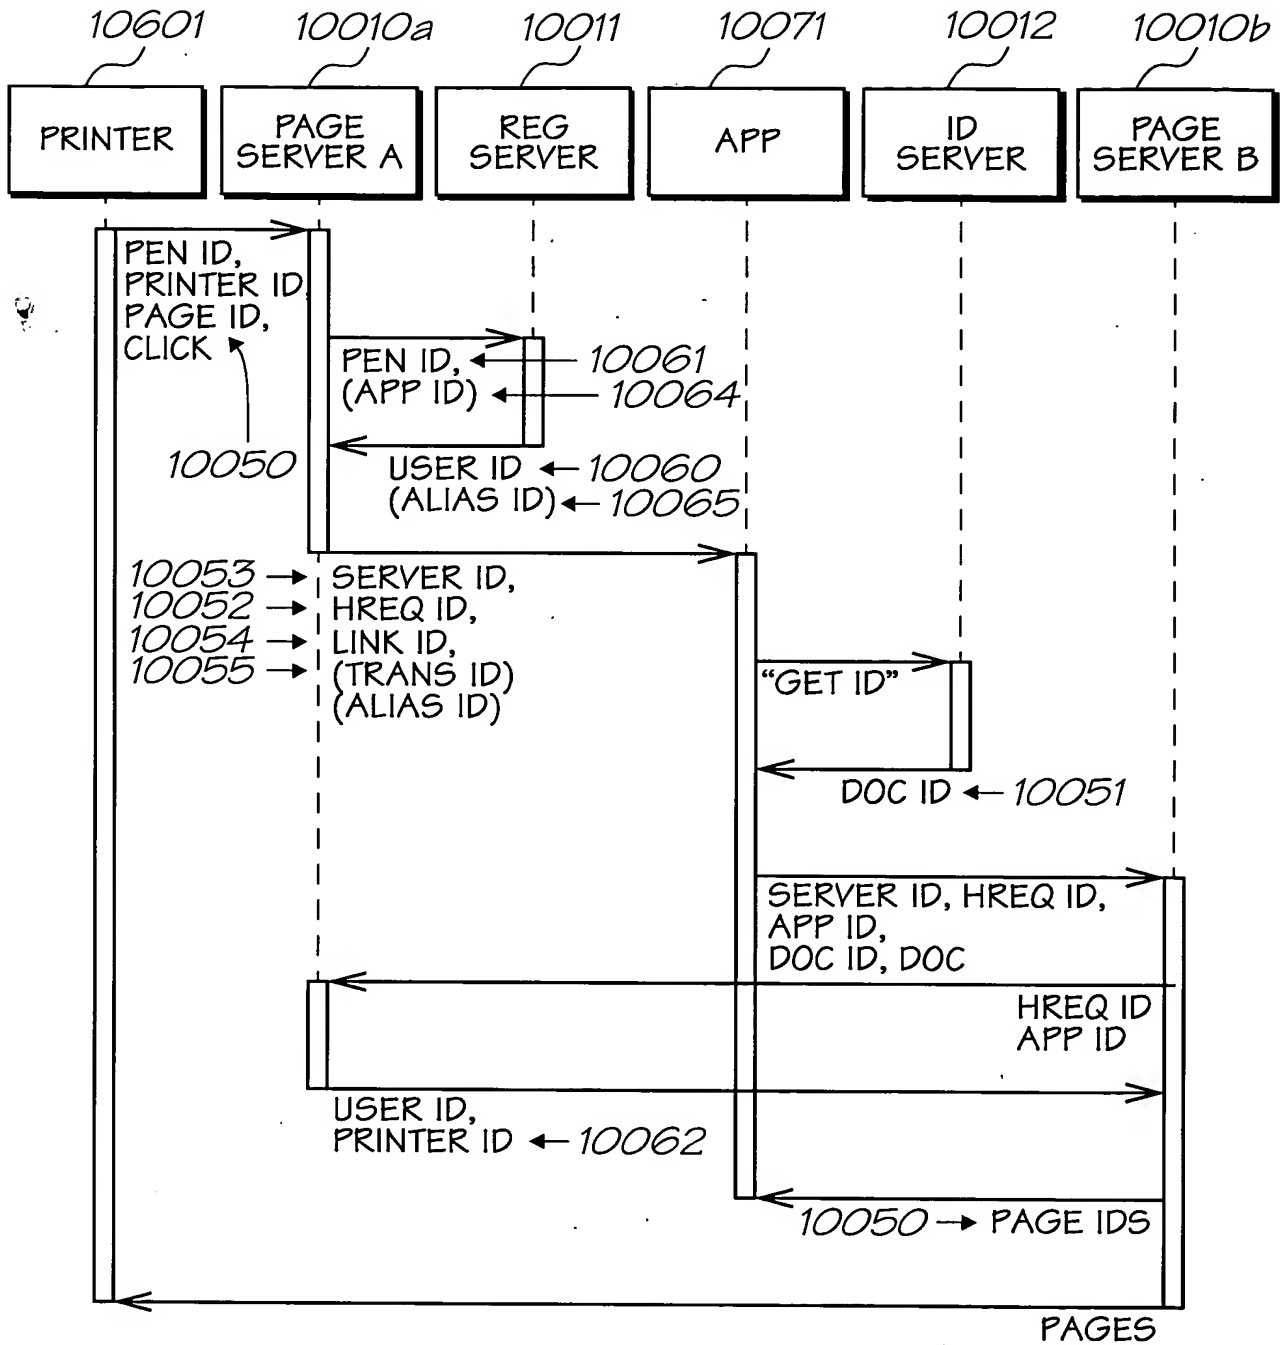 10601 10010a 10011 10071 10012 10010b
PRINTER
PAGE
SERVER A
REG
SERVER
APP
ID
SERVER
PAGE
SERVER B
PEN ID,
PRINTER ID
PAGE ID,
CLICK
10050
PEN ID, 10061
(APP ID) 10064
USER ID 10060
(ALIAS ID) 10065
10053 SERVER ID,
10052 HREQ ID,
10054 LINK ID,
10055 (TRANS ID)
(ALIAS ID)
"GET ID"
DOC ID 10051
SERVER ID, HREQ ID,
APP ID,
DOC ID, DOC
HREQ ID
APP ID
USER ID,
PRINTER ID 10062
10050 PAGE IDS
PAGES